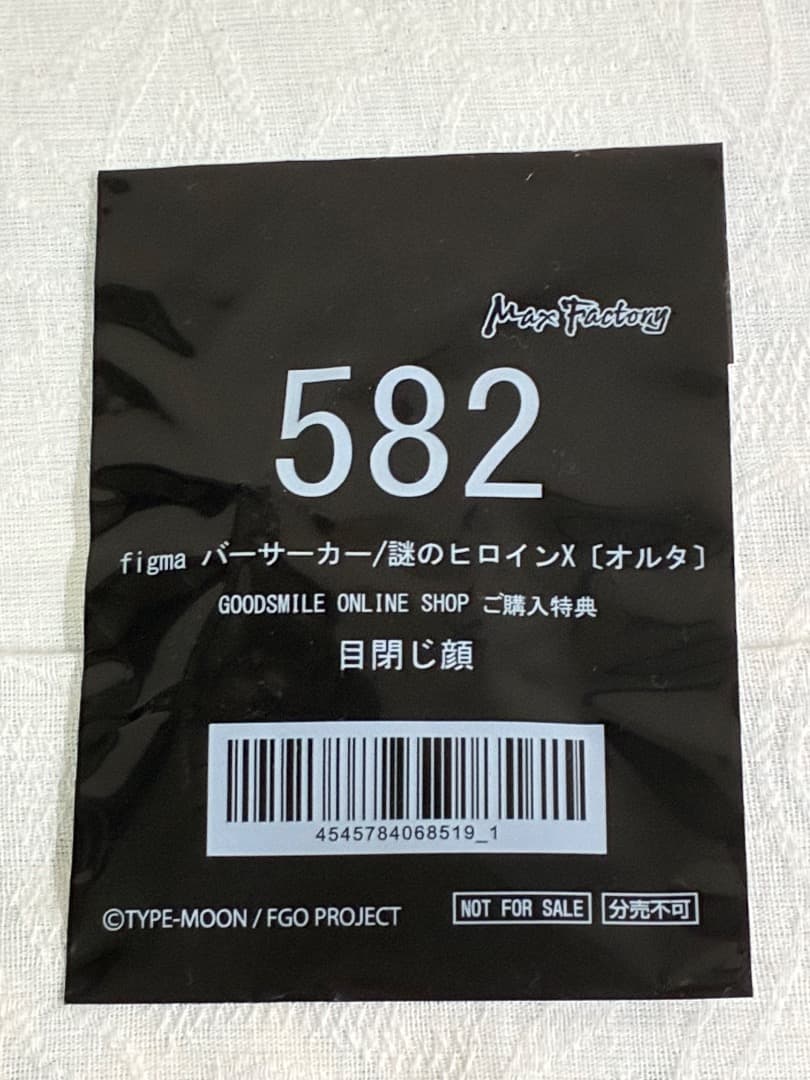 Max Factory
582
figma バーサーカー/謎のヒロインX〔オルタ〕
GOODSMILE ONLINE SHOP ご購入特典
目閉じ顔
4545784068519_1
©TYPE-MOON / FGO PROJECT
NOT FOR SALE 分売不可